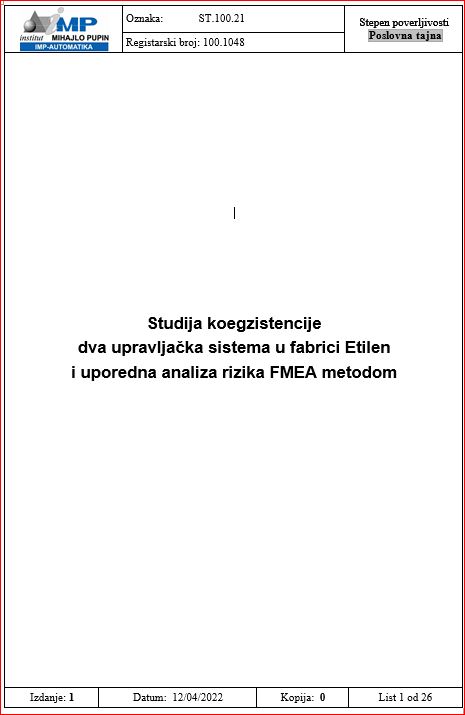 IMP
institut MIHAJLO PUPIN
IMP-AUTOMATIKA
Oznaka: ST.100.21
Registarski broj: 100.1048
Stepen poverljivosti
Poslovna tajna
Studija koegzistencije
dva upravljačka sistema u fabrici Etilen
i uporedna analiza rizika FMEA metodom
Izdanje: 1
Datum: 12/04/2022
Kopija: 0
List 1 od 26